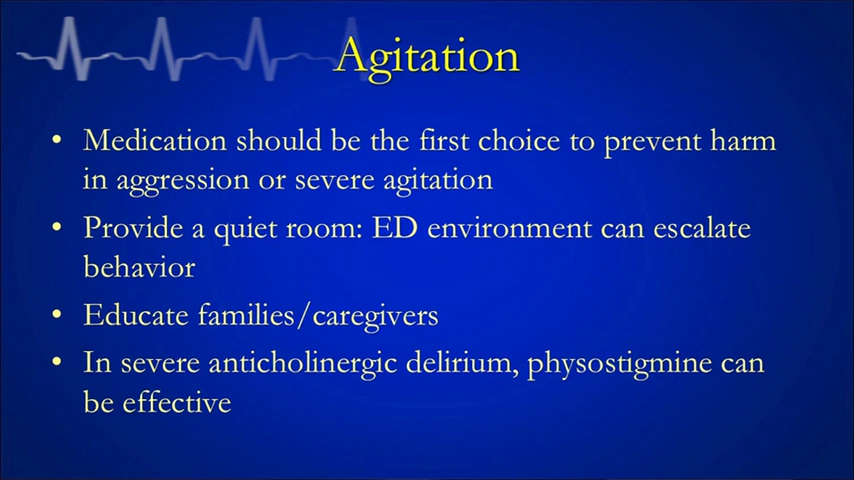 Agitation
• Medication should be the first choice to prevent harm
in aggression or severe agitation
• Provide a quiet room: ED environment can escalate
behavior
• Educate families/caregivers
• In severe anticholinergic delirium, physostigmine can
be effective